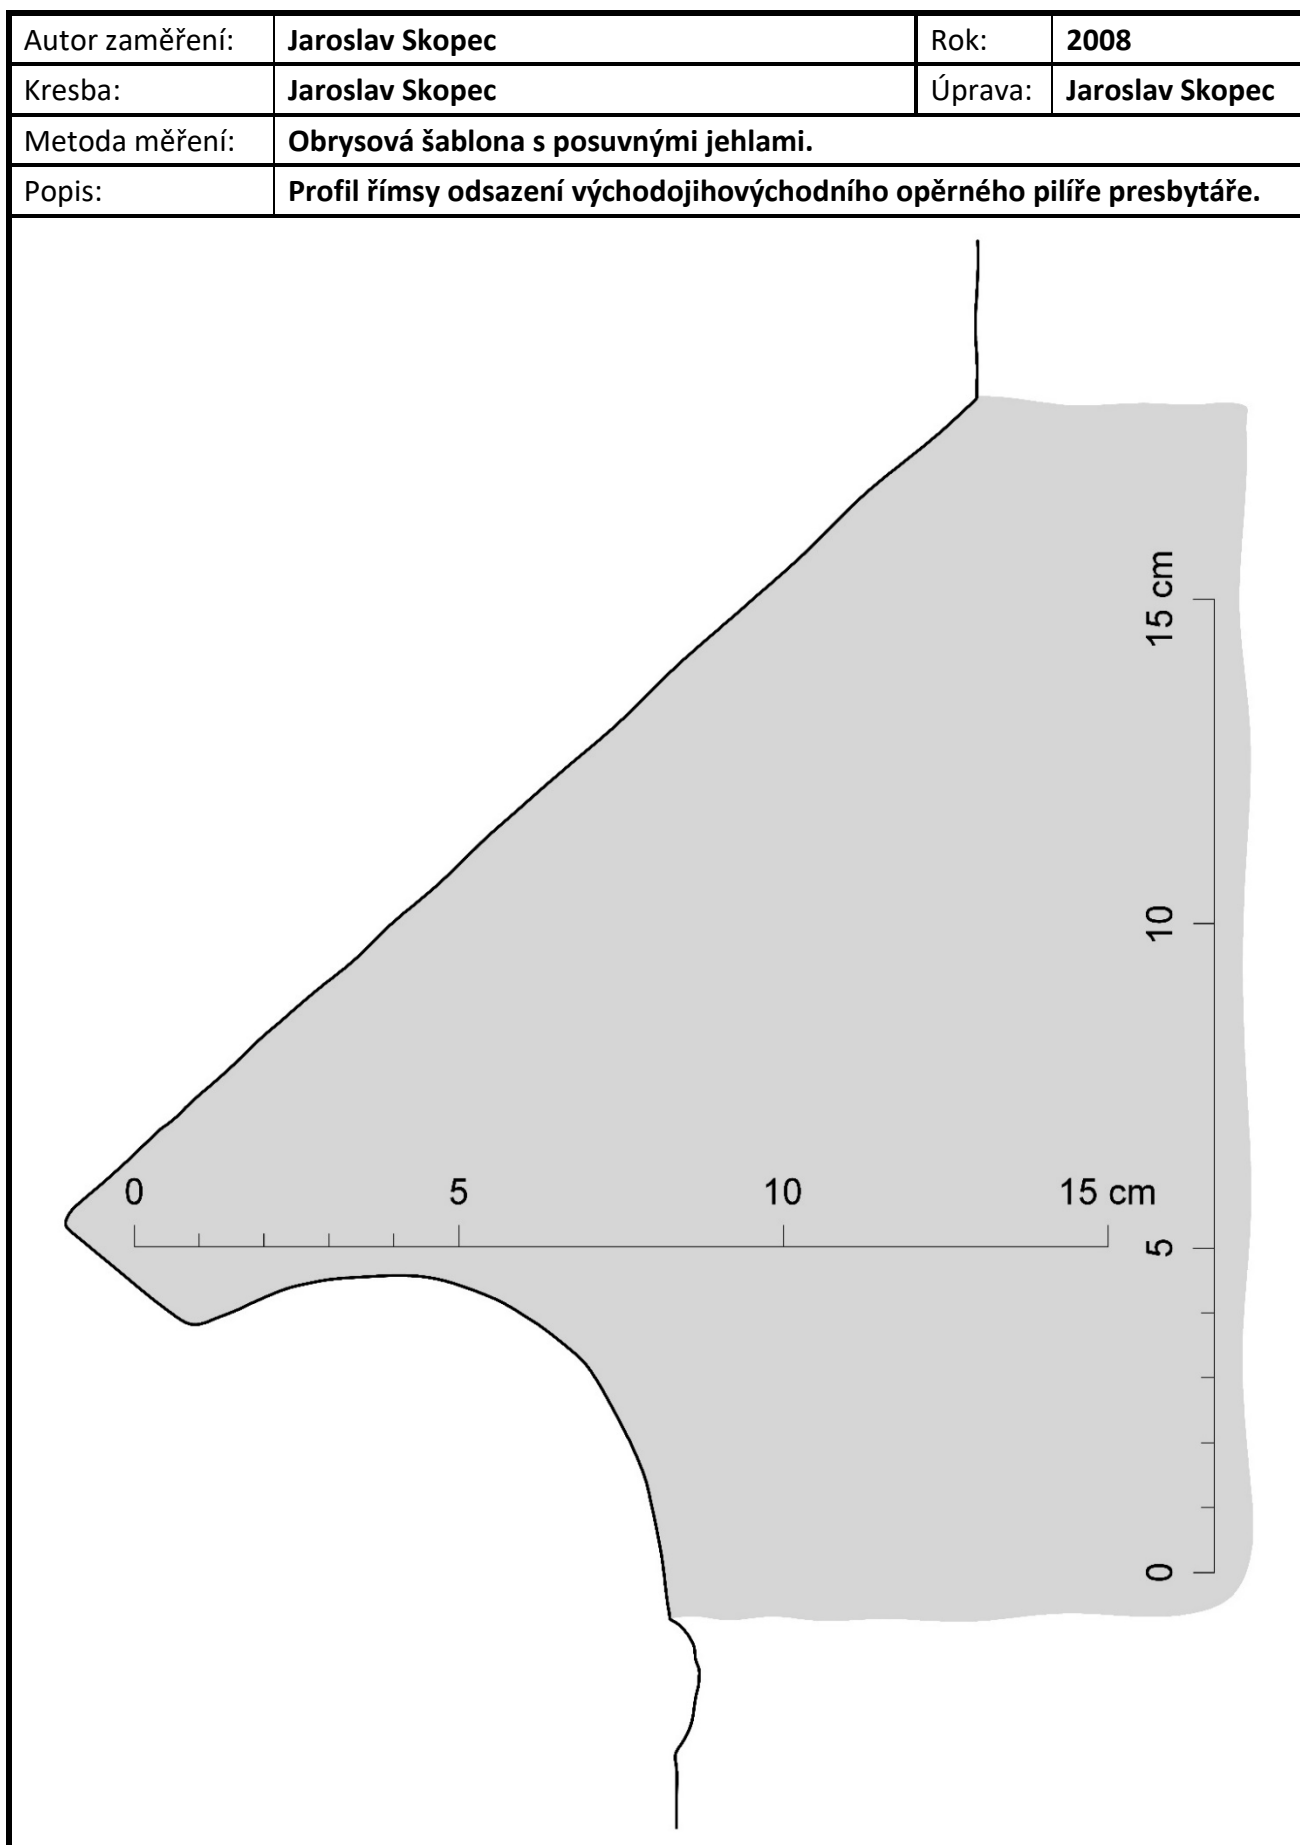 Autor zaměření: Jaroslav Skopec Rok: 2008
Kresba: Jaroslav Skopec Úprava: Jaroslav Skopec
Metoda měření: Obrysová šablona s posuvnými jehlami.
Popis: Profil římsy odsazení východojihovýchodního opěrného pilíře presbytáře.
15 cm
10
5
0
0 5 10 15 cm